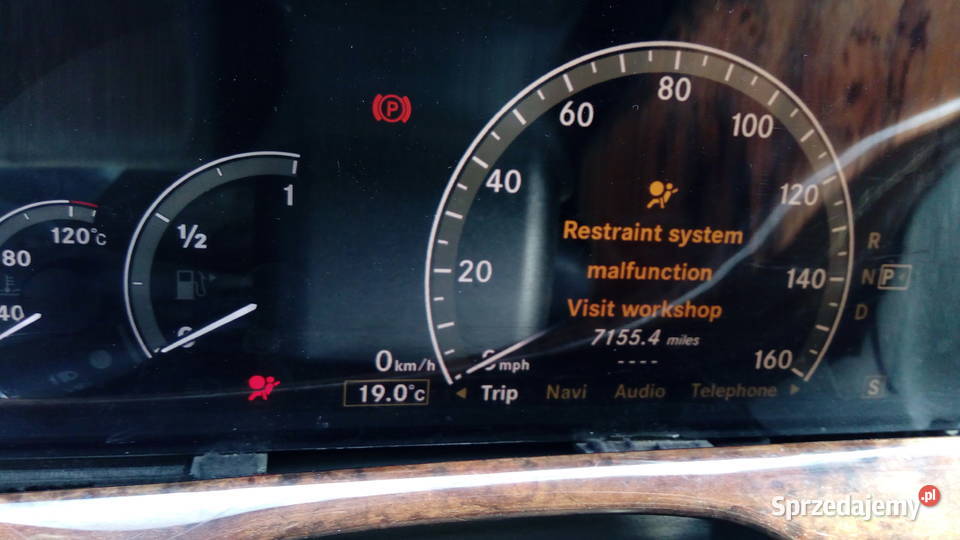 80
60
100
P
40
1
120
Restraint system
½
120°C
R
80
malfunction
20
140
N P
40
Visit workshop
D
7155.4 miles
0 km/h
mph
160
----
19.0°C
Trip Navi Audio Telephone
S
Sprzedajemy.pl